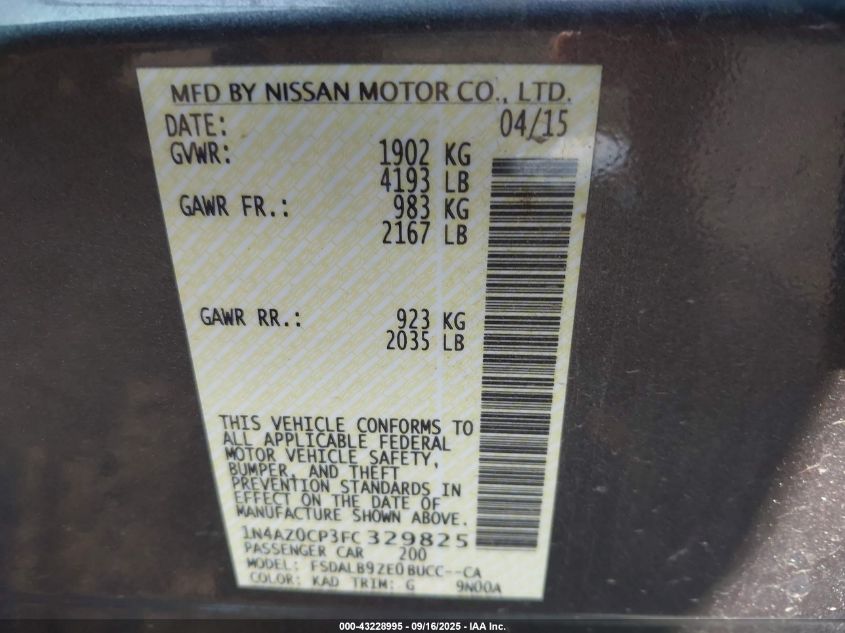 MFD BY NISSAN MOTOR CO., LTD.
DATE: 04/15
GVWR: 1902 KG
4193 LB
GAWR FR.: 983 KG
2167 LB
GAWR RR.: 923 KG
2035 LB
THIS VEHICLE CONFORMS TO
ALL APPLICABLE FEDERAL
MOTOR VEHICLE SAFETY,
BUMPER, AND THEFT
PREVENTION STANDARDS IN
EFFECT ON THE DATE OF
MANUFACTURE SHOWN ABOVE.
1N4AZ0CP3FC329825
PASSENGER CAR 200
MODEL: FSDALB9ZE0BUCC--CA
COLOR: KAD TRIM: G 9N00A
000-43228995 - 09/16/2025 - IAA Inc.